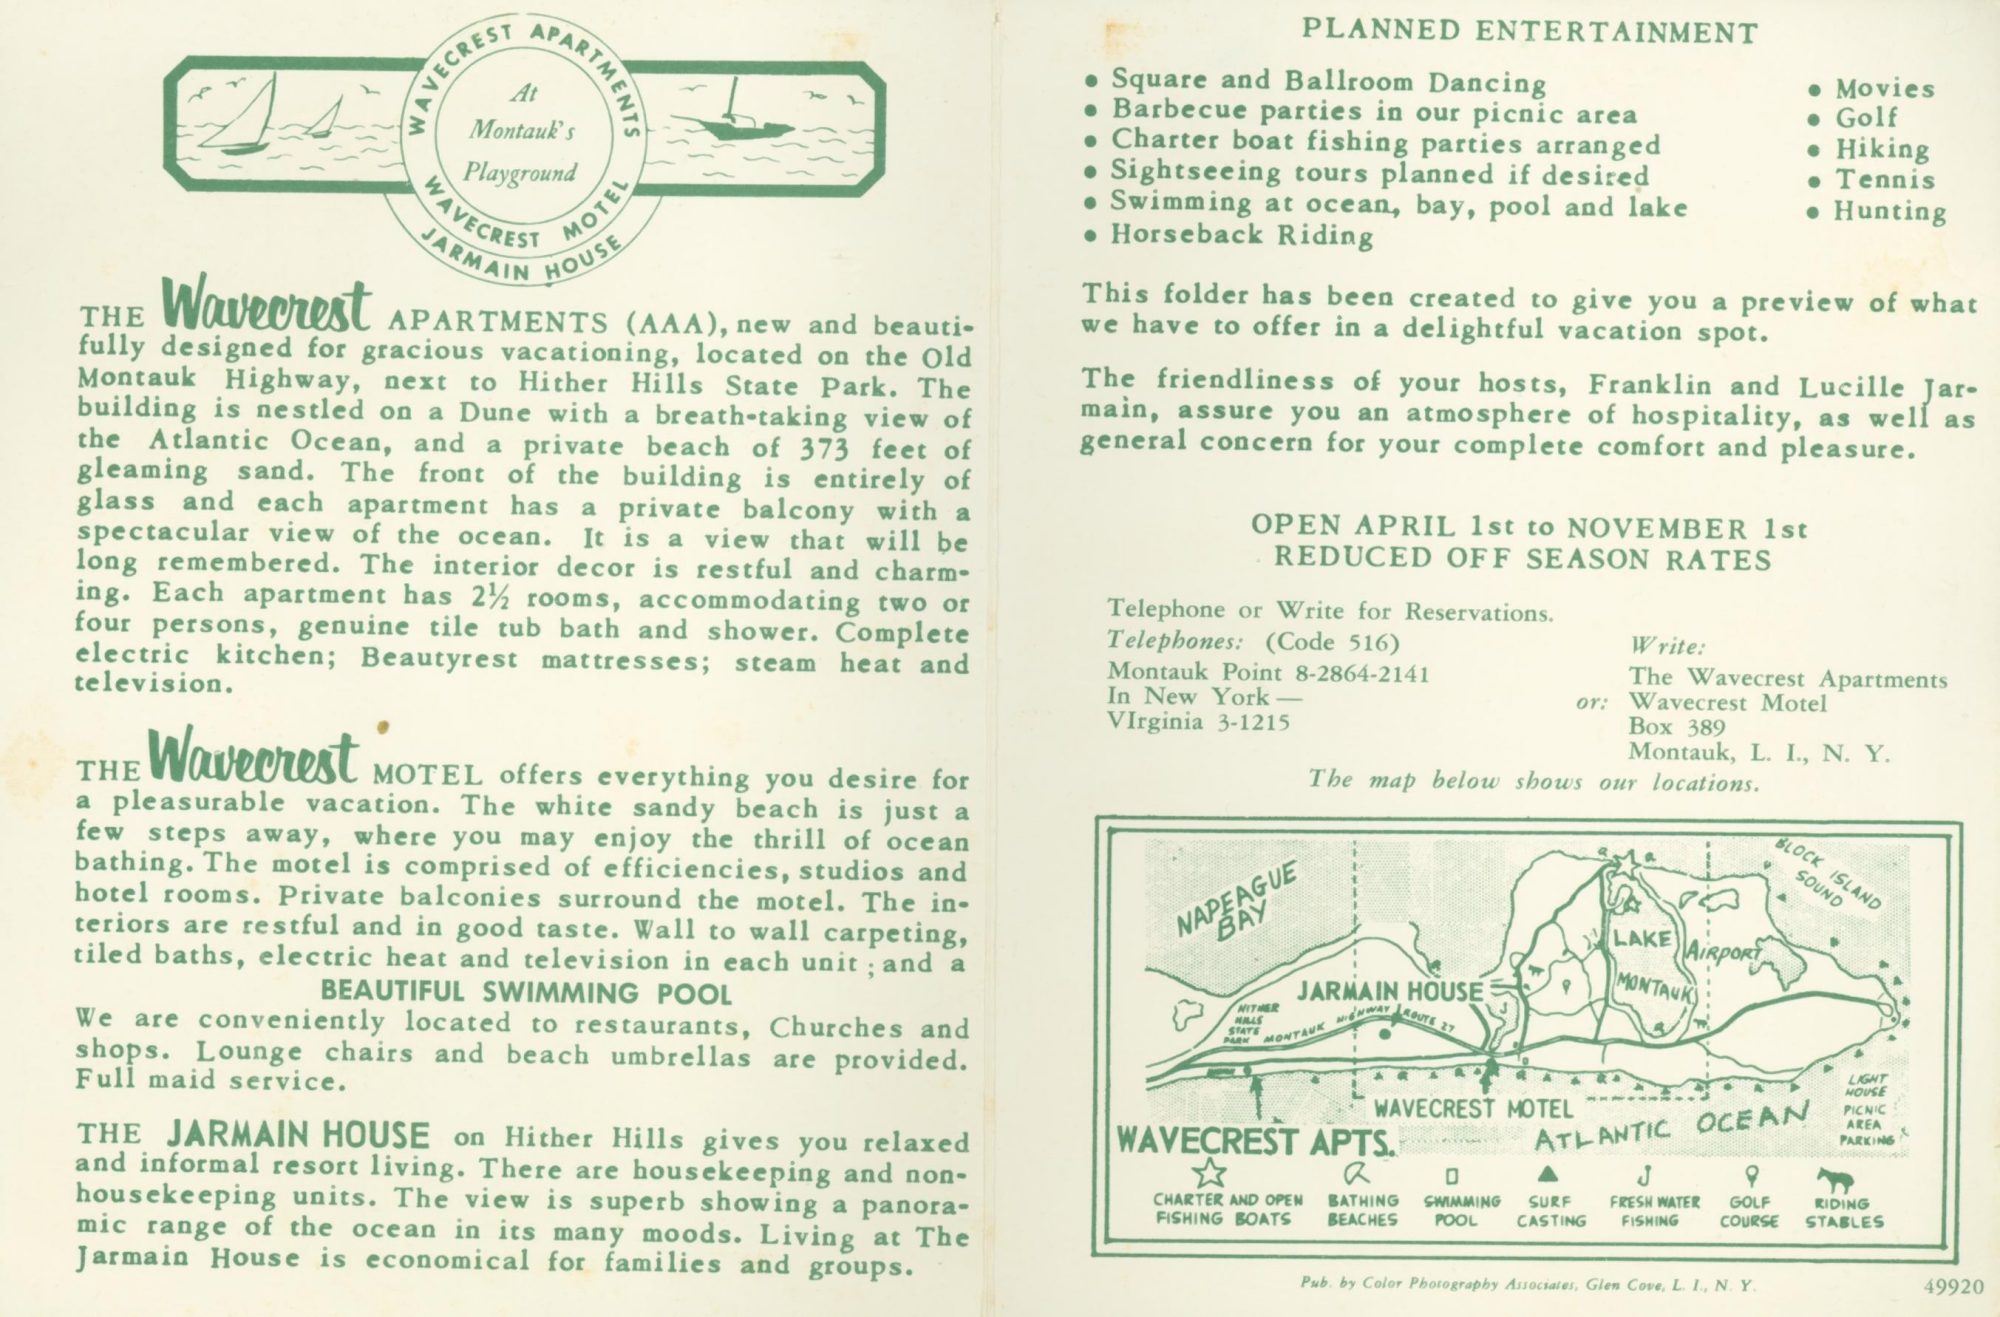 WAVECREST APARTMENTS
At
Montauk's
Playground
WAVECREST MOTEL
JARMAIN HOUSE
THE Wavecrest APARTMENTS (AAA), new and beauti-
fully designed for gracious vacationing, located on the Old
Montauk Highway, next to Hither Hills State Park. The
building is nestled on a Dune with a breath-taking view of
the Atlantic Ocean, and a private beach of 373 feet of
gleaming sand. The front of the building is entirely of
glass and each apartment has a private balcony with a
spectacular view of the ocean. It is a view that will be
long remembered. The interior decor is restful and charm-
ing. Each apartment has 2½ rooms, accommodating two or
four persons, genuine tile tub bath and shower. Complete
electric kitchen; Beautyrest mattresses; steam heat and
television.
THE Wavecrest MOTEL offers everything you desire for
a pleasurable vacation. The white sandy beach is just a
few steps away, where you may enjoy the thrill of ocean
bathing. The motel is comprised of efficiencies, studios and
hotel rooms. Private balconies surround the motel. The in-
teriors are restful and in good taste. Wall to wall carpeting,
tiled baths, electric heat and television in each unit ; and a
BEAUTIFUL SWIMMING POOL
We are conveniently located to restaurants, Churches and
shops. Lounge chairs and beach umbrellas are provided.
Full maid service.
THE JARMAIN HOUSE on Hither Hills gives you relaxed
and informal resort living. There are housekeeping and non-
housekeeping units. The view is superb showing a panora-
mic range of the ocean in its many moods. Living at The
Jarmain House is economical for families and groups.
PLANNED ENTERTAINMENT
• Square and Ballroom Dancing
• Barbecue parties in our picnic area
• Charter boat fishing parties arranged
• Sightseeing tours planned if desired
• Swimming at ocean, bay, pool and lake
• Horseback Riding
• Movies
• Golf
• Hiking
• Tennis
• Hunting
This folder has been created to give you a preview of what
we have to offer in a delightful vacation spot.
The friendliness of your hosts, Franklin and Lucille Jar-
main, assure you an atmosphere of hospitality, as well as
general concern for your complete comfort and pleasure.
OPEN APRIL 1st to NOVEMBER 1st
REDUCED OFF SEASON RATES
Telephone or Write for Reservations.
Telephones: (Code 516)
Montauk Point 8-2864-2141
In New York —
VIrginia 3-1215
Write:
The Wavecrest Apartments
or: Wavecrest Motel
Box 389
Montauk, L. I., N. Y.
The map below shows our locations.
NAPEAGUE
BAY
BLOCK ISLAND
SOUND
LAKE
MONTAUK
AIRPORT
JARMAIN HOUSE
HITHER
HILLS
STATE
PARK
MONTAUK HIGHWAY ROUTE 27
WAVECREST MOTEL
WAVECREST APTS.
ATLANTIC OCEAN
LIGHT
HOUSE
PICNIC
AREA
PARKING
CHARTER AND OPEN
FISHING BOATS
BATHING
BEACHES
SWIMMING
POOL
SURF
CASTING
FRESH WATER
FISHING
GOLF
COURSE
RIDING
STABLES
Pub. by Color Photography Associates, Glen Cove, L. I., N. Y.
49920